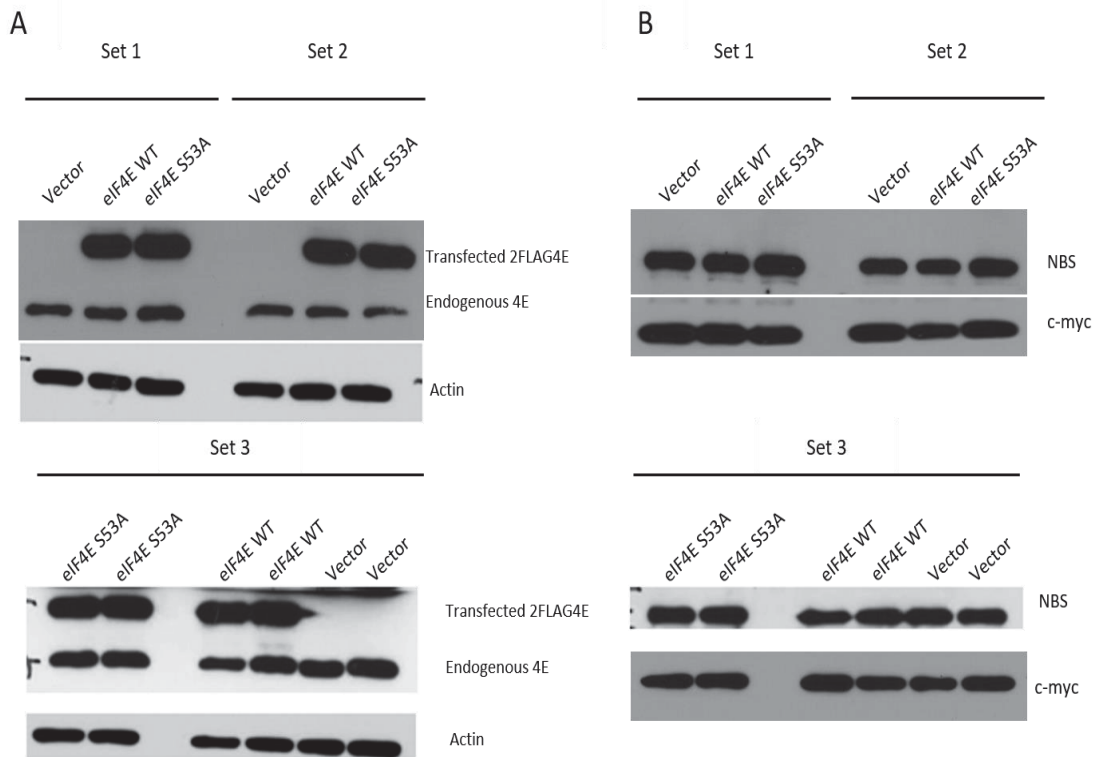 A
Set 1
Set 2
Vector
eIF4E WT
eIF4E S53A
Vector
eIF4E WT
eIF4E S53A
Transfected 2FLAG4E
Endogenous 4E
Actin
Set 3
eIF4E S53A
eIF4E S53A
eIF4E WT
eIF4E WT
Vector
Vector
Transfected 2FLAG4E
Endogenous 4E
Actin
B
Set 1
Set 2
Vector
eIF4E WT
eIF4E S53A
Vector
eIF4E WT
eIF4E S53A
NBS
c-myc
Set 3
eIF4E S53A
eIF4E S53A
eIF4E WT
eIF4E WT
Vector
Vector
NBS
c-myc